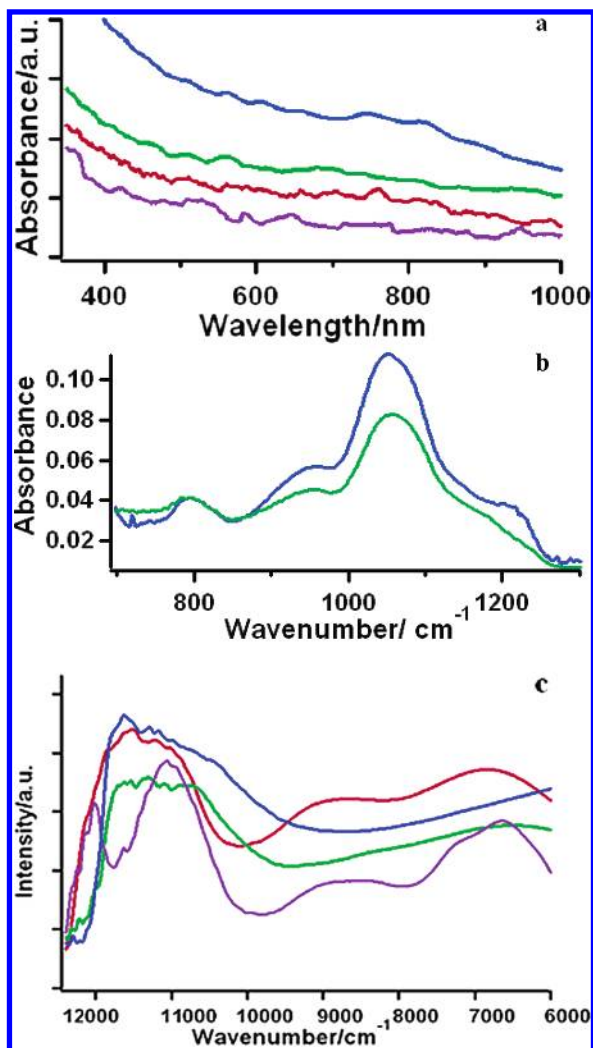 a
Absorbance/a.u.
400 600 800 1000
Wavelength/nm
b
Absorbance
0.10
0.08
0.06
0.04
0.02
800 1000 1200
Wavenumber/ cm-1
c
Intensity/a.u.
12000 11000 10000 9000 8000 7000 6000
Wavenumber/cm-1